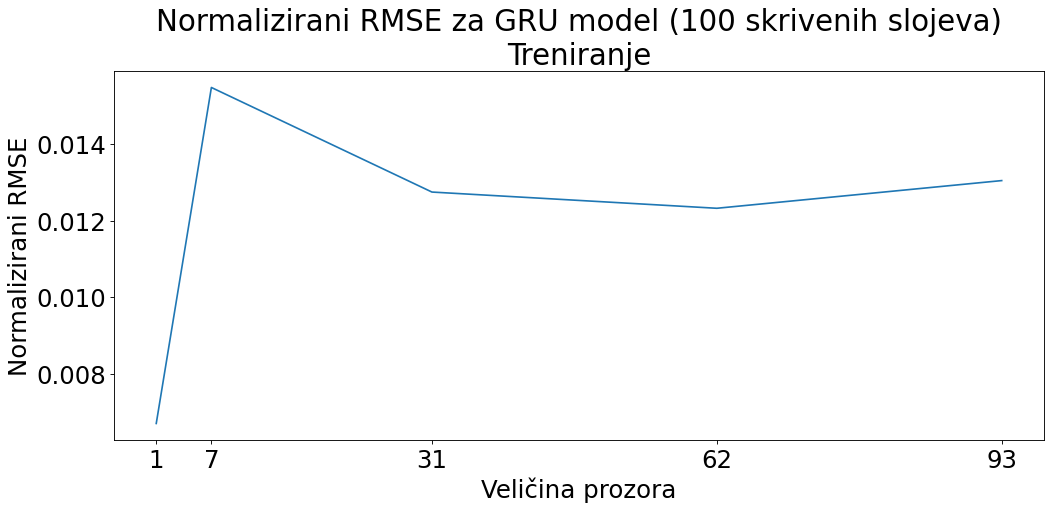 Normalizirani RMSE za GRU model (100 skrivenih slojeva)
Treniranje
Normalizirani RMSE
0.014
0.012
0.010
0.008
1 7 31 62 93
Veličina prozora